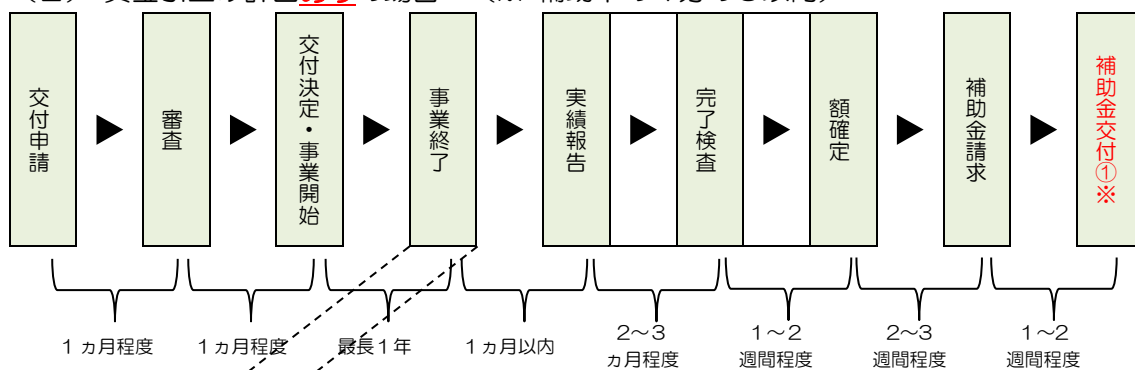 交付申請
審査
交付決定・事業開始
事業終了
実績報告
完了検査
額確定
補助金請求
補助金交付①※
１ヵ月程度
１ヵ月程度
最長１年
１ヵ月以内
２～３
ヵ月程度
１～２
週間程度
２～３
週間程度
１～２
週間程度